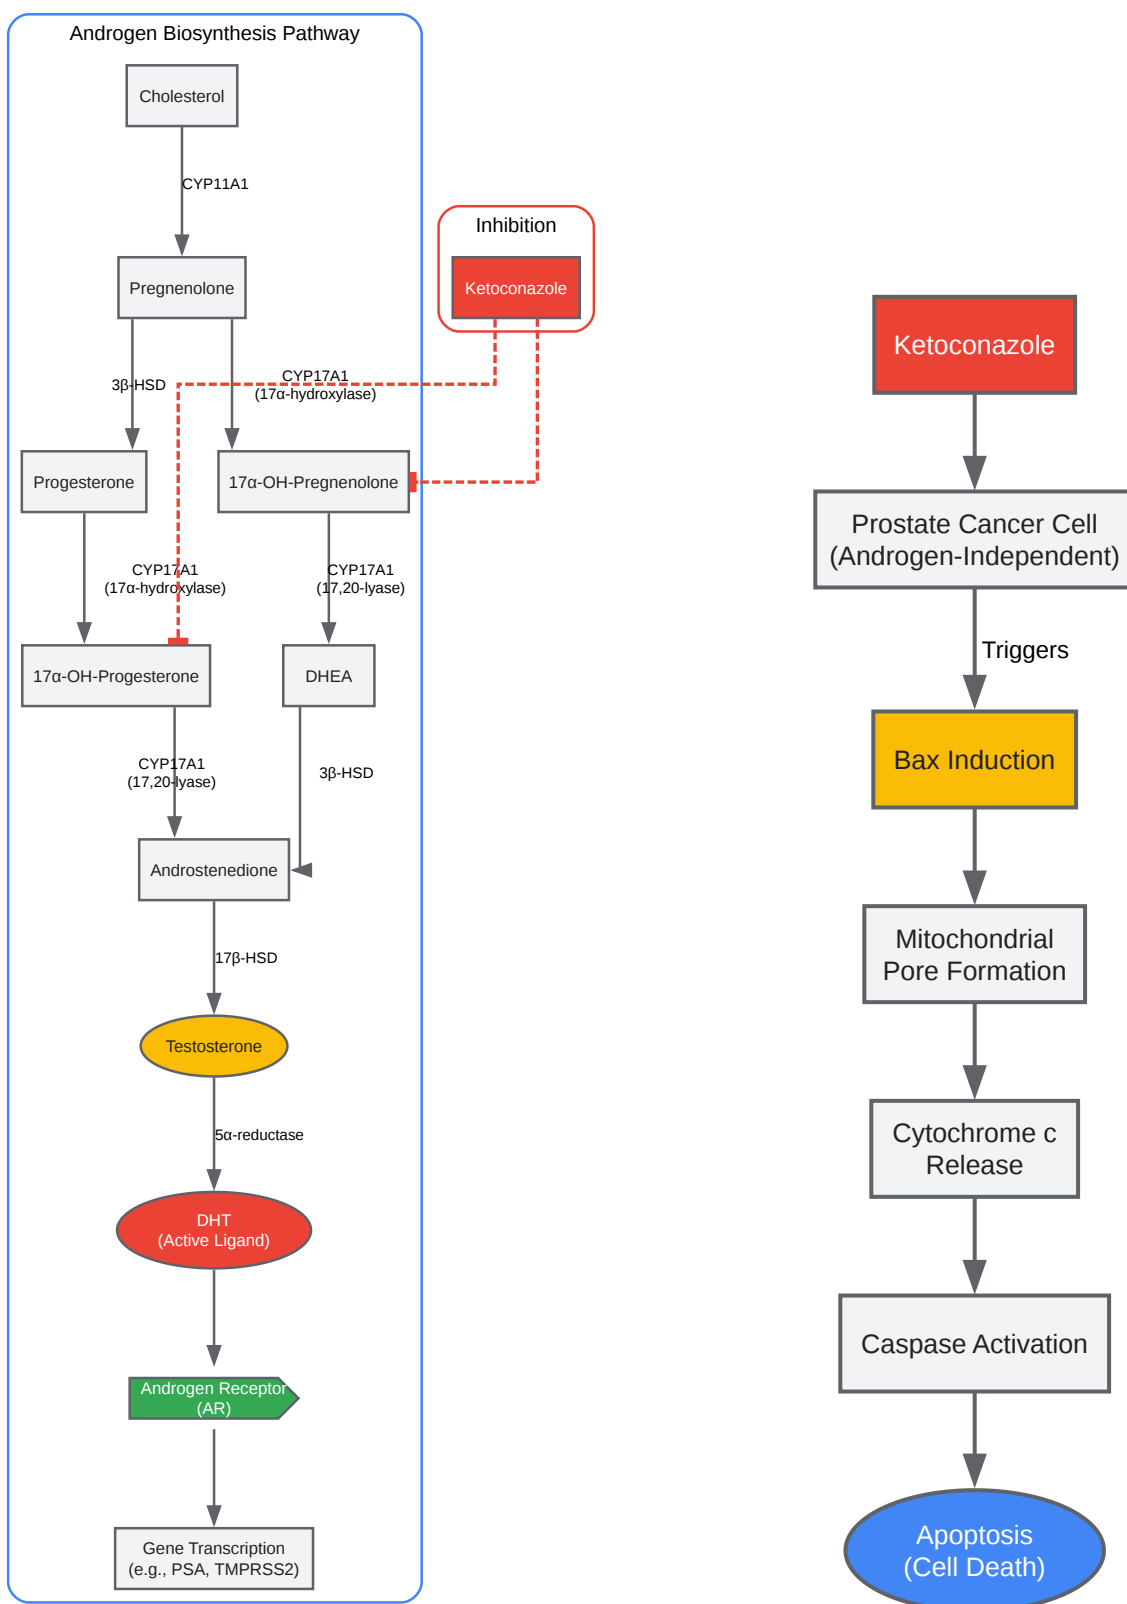 Androgen Biosynthesis Pathway
Cholesterol
CYP11A1
Pregnenolone
3β-HSD
CYP17A1
(17α-hydroxylase)
Progesterone
17α-OH-Pregnenolone
CYP17A1
(17α-hydroxylase)
CYP17A1
(17,20-lyase)
17α-OH-Progesterone
DHEA
CYP17A1
(17,20-lyase)
3β-HSD
Androstenedione
17β-HSD
Testosterone
5α-reductase
DHT
(Active Ligand)
Androgen Receptor
(AR)
Gene Transcription
(e.g., PSA, TMPRSS2)
Inhibition
Ketoconazole
Ketoconazole
Prostate Cancer Cell
(Androgen-Independent)
Triggers
Bax Induction
Mitochondrial
Pore Formation
Cytochrome c
Release
Caspase Activation
Apoptosis
(Cell Death)